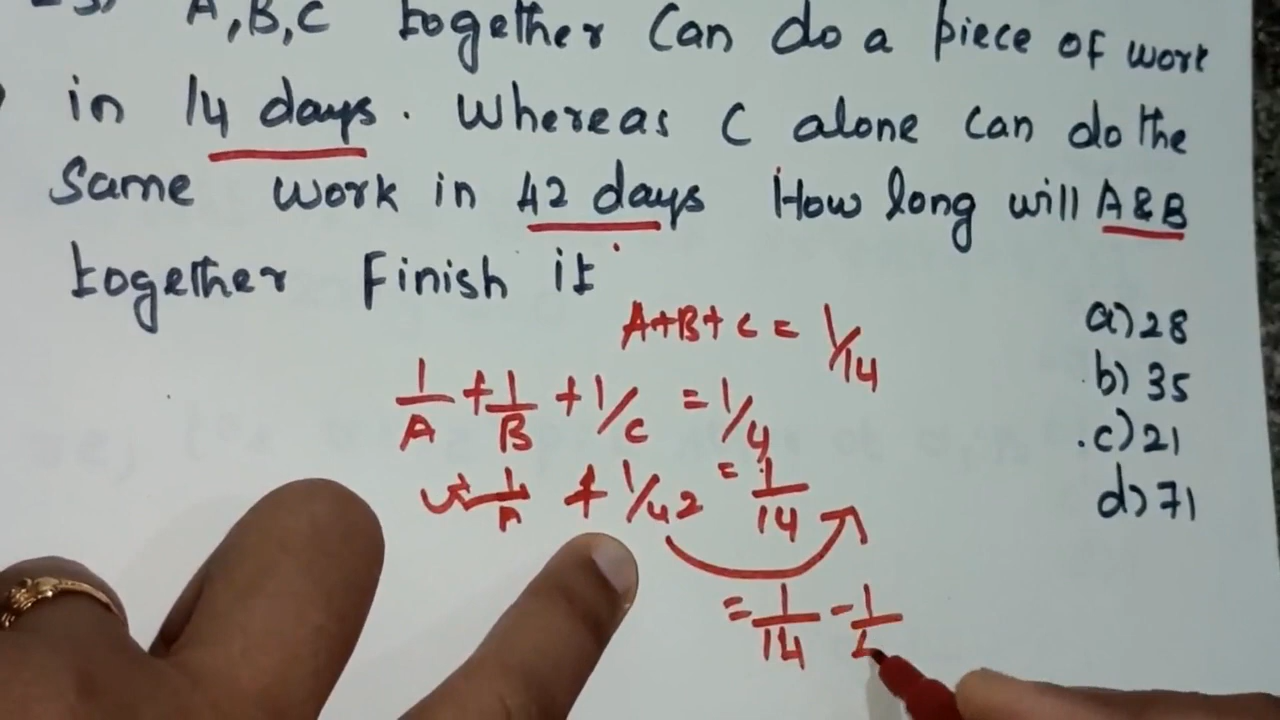 A,B,C together Can do a piece of work
in 14 days. Whereas C alone Can do the
Same work in 42 days How long will A&B
together Finish it
A+B+C = 1/14
a) 28
1/A + 1/B + 1/C = 1/4
b) 35
c) 21
+ 1/42 = 1/14
d) 71
= 1/14 - 1/